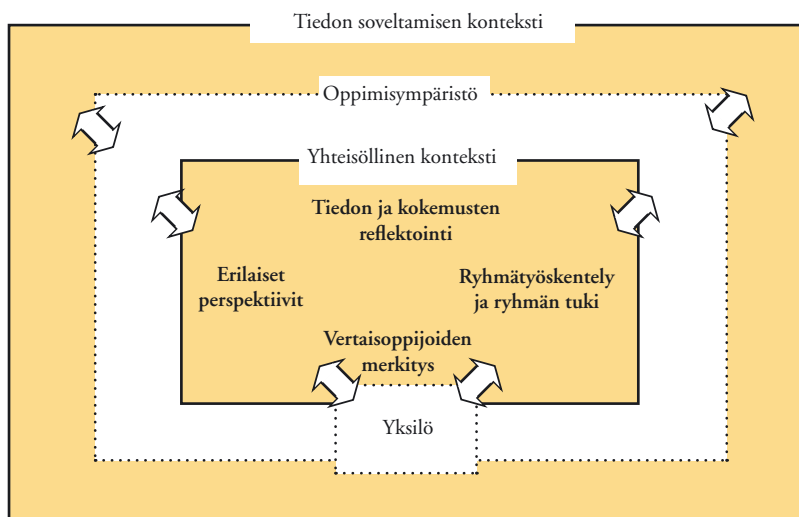 Tiedon soveltamisen konteksti
Oppimisympäristö
Yhteisöllinen konteksti
Tiedon ja kokemusten
reflektointi
Erilaiset
perspektiivit
Ryhmätyöskentely
ja ryhmän tuki
Vertaisoppijoiden
merkitys
Yksilö